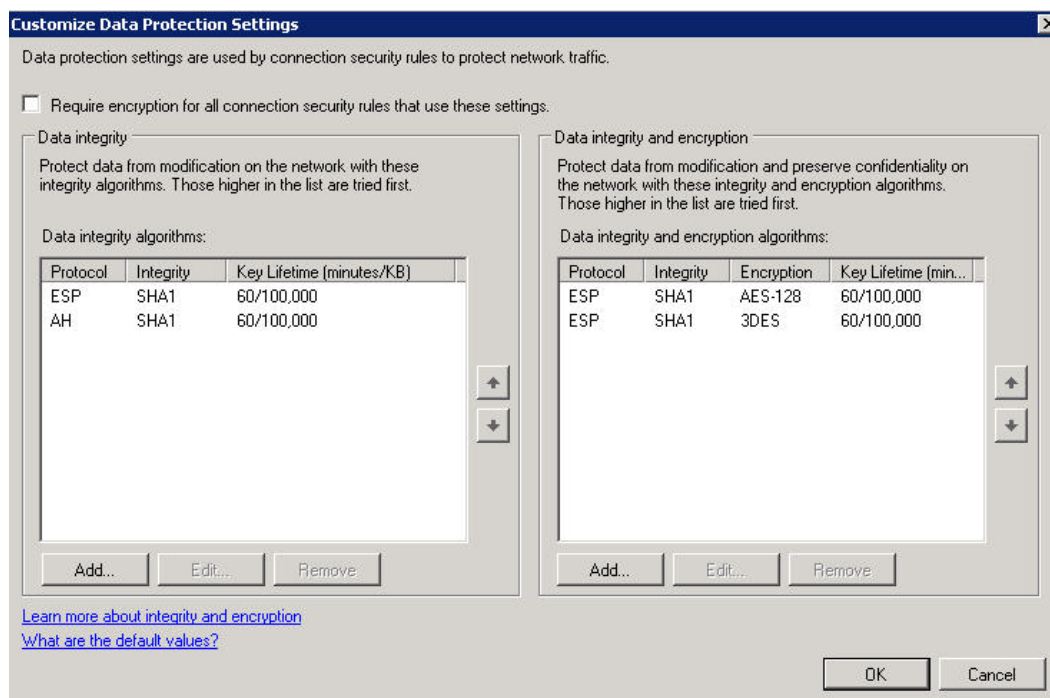 Customize Data Protection Settings
Data protection settings are used by connection security rules to protect network traffic.
Require encryption for all connection security rules that use these settings.
Data integrity
Protect data from modification on the network with these
integrity algorithms. Those higher in the list are tried first.
Data integrity algorithms:
Protocol Integrity Key Lifetime (minutes/KB)
ESP SHA1 60/100,000
AH SHA1 60/100,000
Add... Edit... Remove
Data integrity and encryption
Protect data from modification and preserve confidentiality on
the network with these integrity and encryption algorithms.
Those higher in the list are tried first.
Data integrity and encryption algorithms:
Protocol Integrity Encryption Key Lifetime (min...
ESP SHA1 AES-128 60/100,000
ESP SHA1 3DES 60/100,000
Add... Edit... Remove
Learn more about integrity and encryption
What are the default values?
OK Cancel